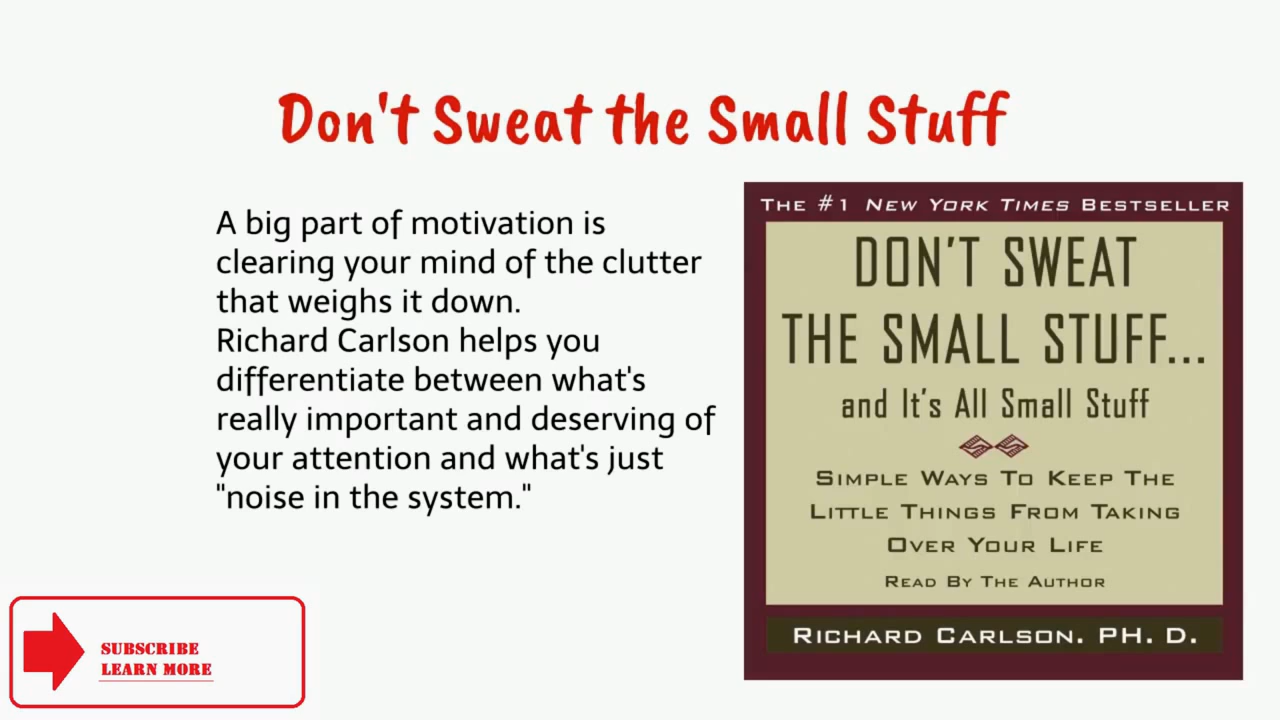 Don't Sweat the Small Stuff
A big part of motivation is
clearing your mind of the clutter
that weighs it down.
Richard Carlson helps you
differentiate between what's
really important and deserving of
your attention and what's just
"noise in the system."
THE #1 NEW YORK TIMES BESTSELLER
DON'T SWEAT
THE SMALL STUFF...
and It's All Small Stuff
SIMPLE WAYS TO KEEP THE
LITTLE THINGS FROM TAKING
OVER YOUR LIFE
READ BY THE AUTHOR
RICHARD CARLSON. PH. D.
SUBSCRIBE
LEARN MORE